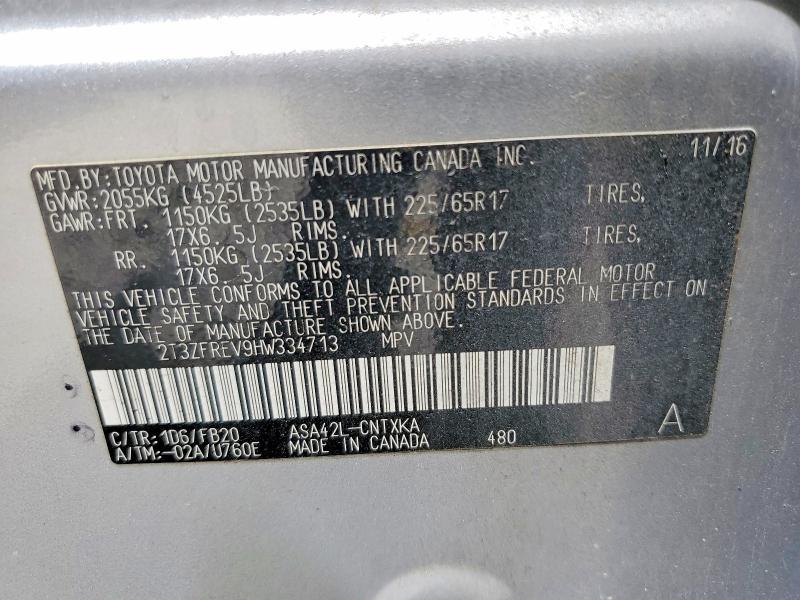 MFD.BY:TOYOTA MOTOR MANUFACTURING CANADA INC. 11/16
GVWR:2055KG (4525LB)
GAWR:FRT. 1150KG (2535LB) WITH 225/65R17 TIRES,
17X6.5J RIMS.
RR. 1150KG (2535LB) WITH 225/65R17 TIRES,
17X6.5J RIMS.
THIS VEHICLE CONFORMS TO ALL APPLICABLE FEDERAL MOTOR
VEHICLE SAFETY AND THEFT PREVENTION STANDARDS IN EFFECT ON
THE DATE OF MANUFACTURE SHOWN ABOVE.
2T3ZFREV9HW334713 MPV
C/TR:1D6/FB20 ASA42L-CNTXKA A
A/TM:-02A/U760E MADE IN CANADA 480